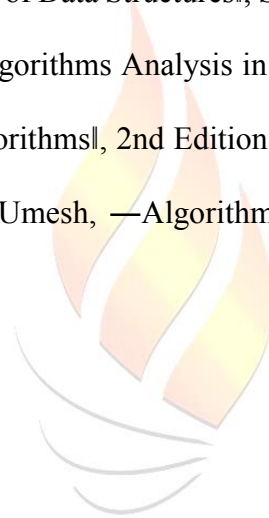 of Data Structures‖, S
gorithms Analysis in
orithms‖, 2nd Edition
Umesh, ―Algorithm